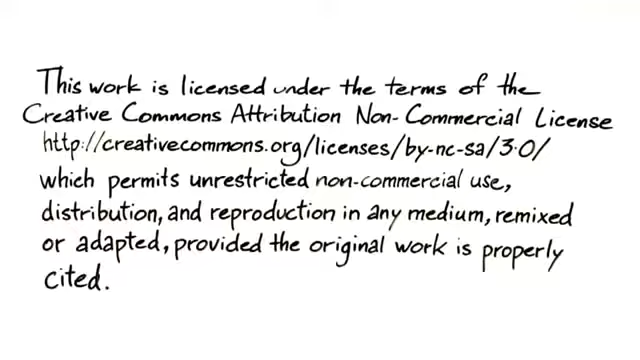 This work is licensed under the terms of the
Creative Commons Attribution Non-Commercial License
http://creativecommons.org/licenses/by-nc-sa/3.0/
which permits unrestricted non-commercial use,
distribution, and reproduction in any medium, remixed
or adapted, provided the original work is properly
cited.